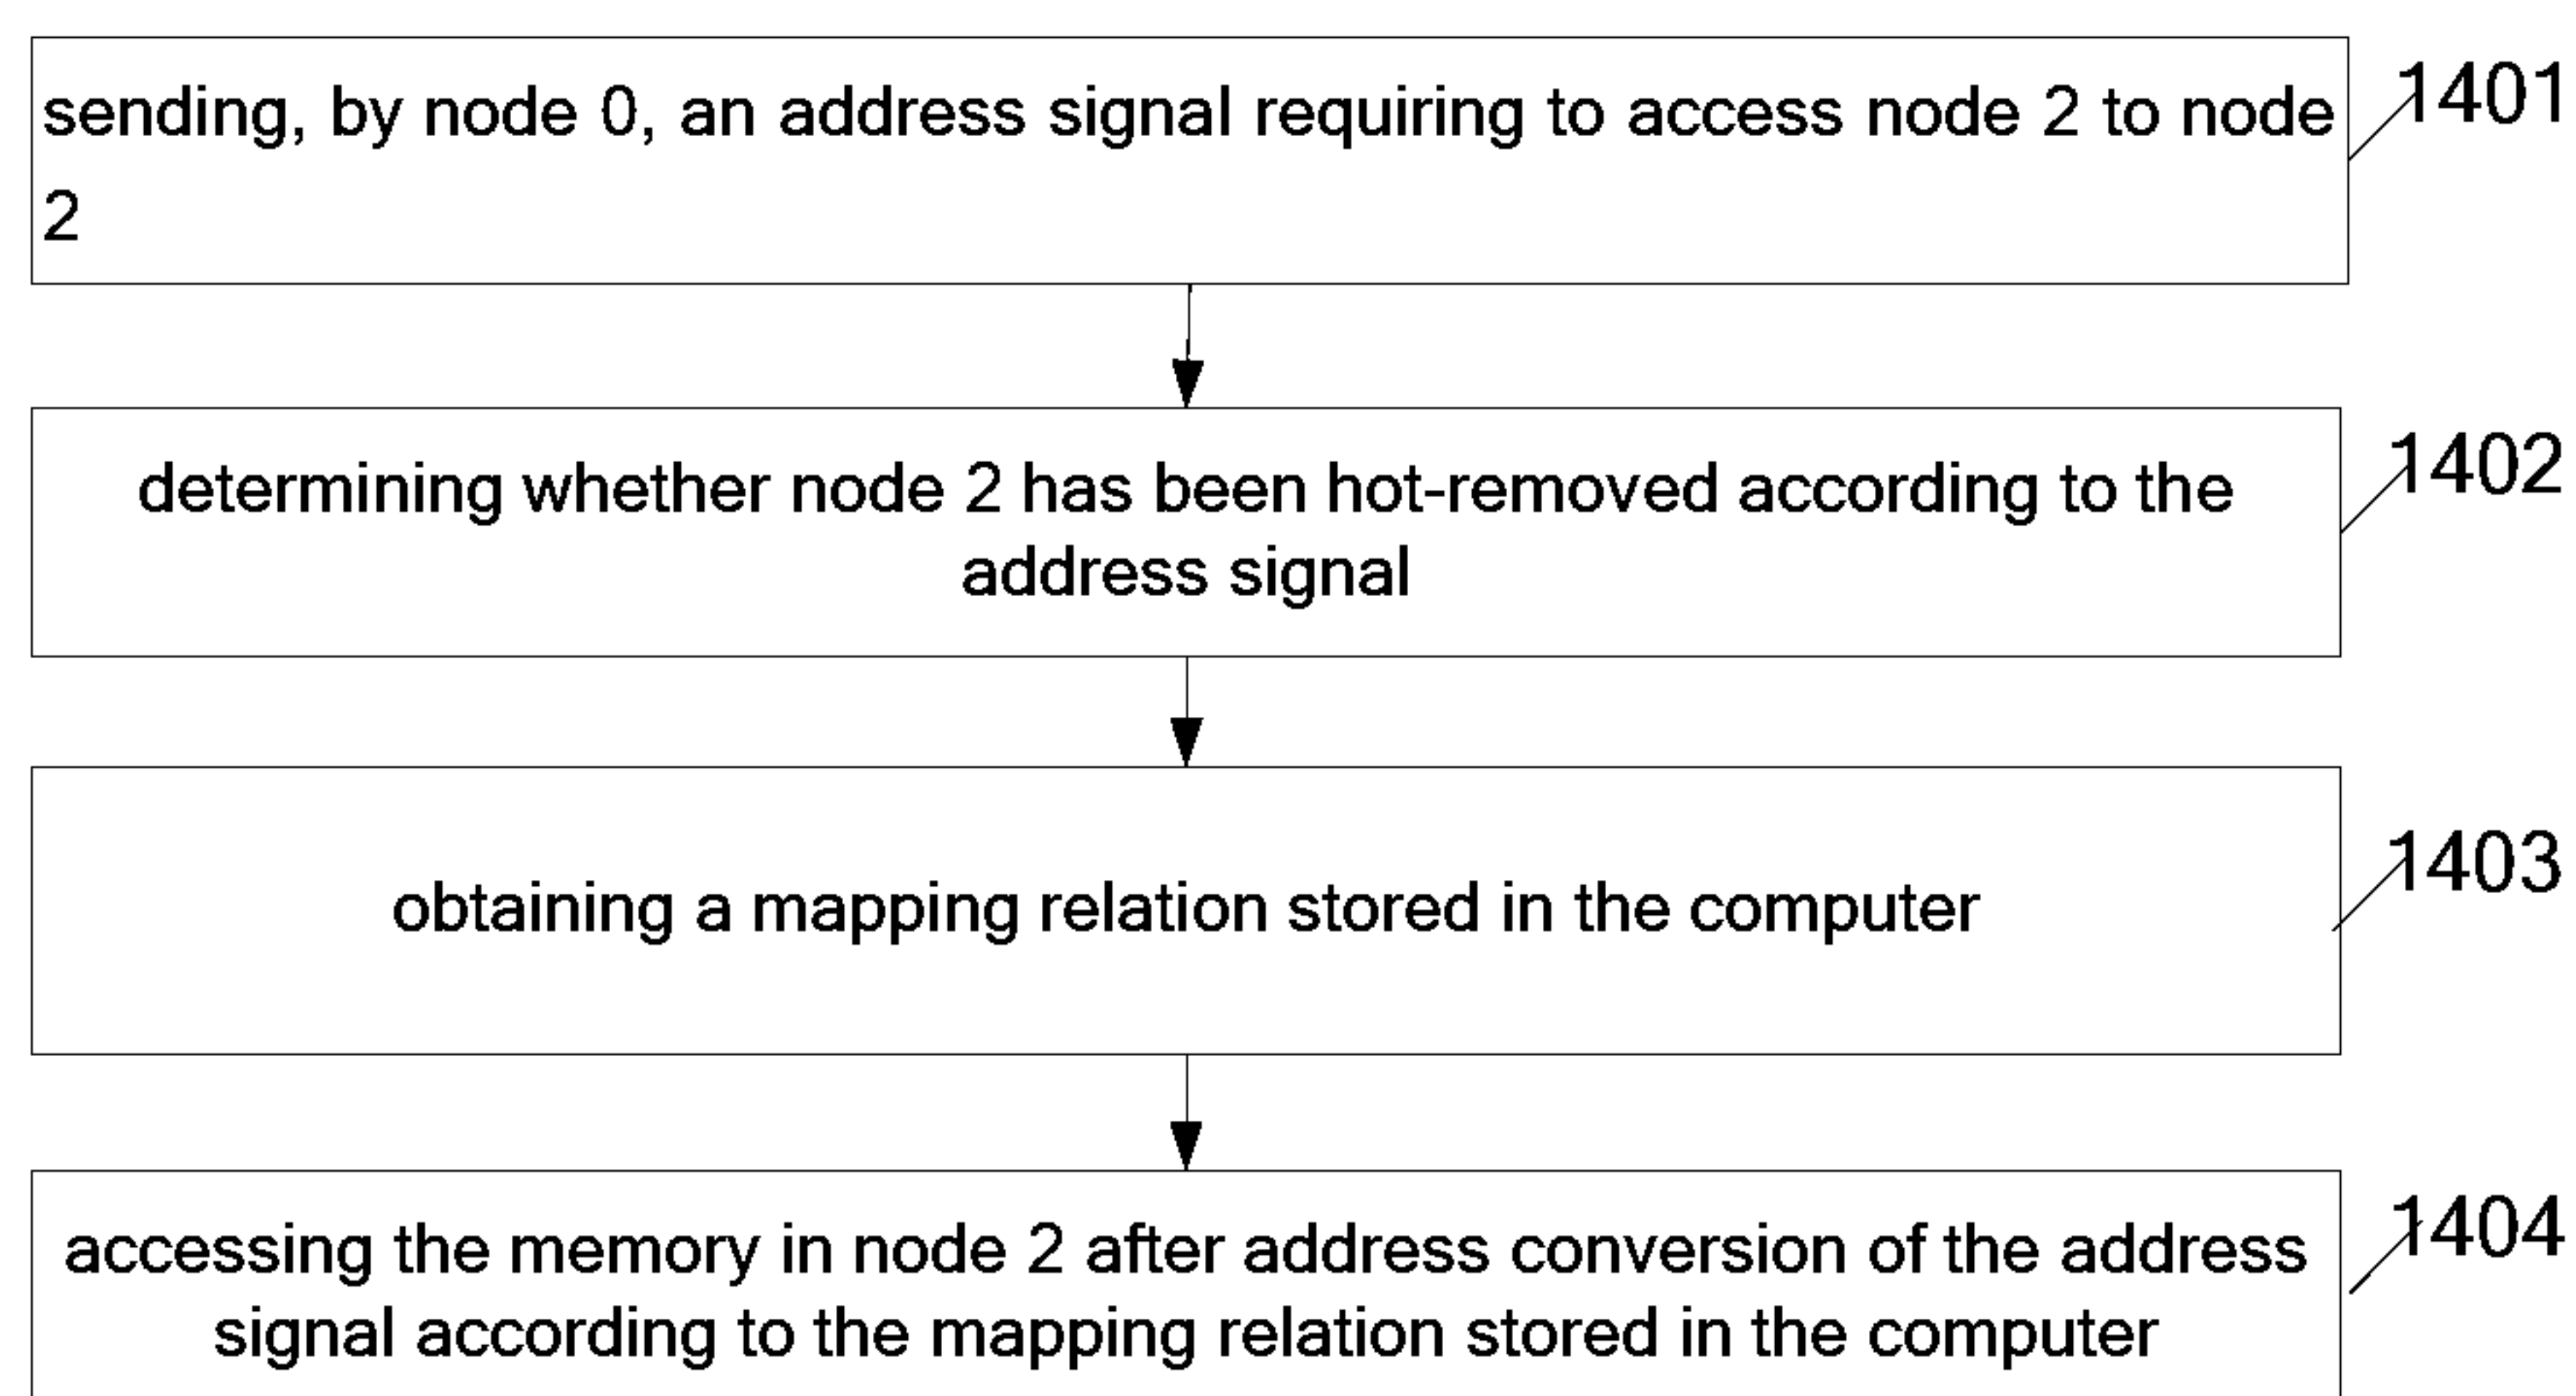 sending, by node 0, an address signal requiring to access node 2 to node
2
1401
determining whether node 2 has been hot-removed according to the
address signal
1402
obtaining a mapping relation stored in the computer
1403
accessing the memory in node 2 after address conversion of the address
signal according to the mapping relation stored in the computer
1404